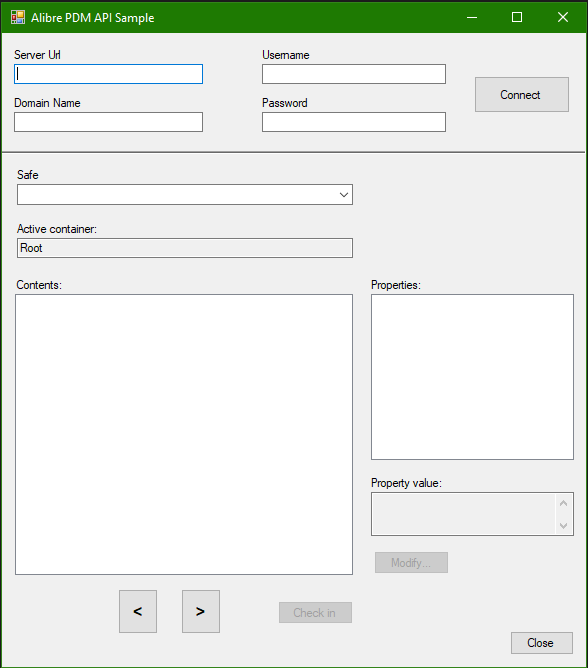 Alibre PDM API Sample
Server Url
Username
Domain Name
Password
Connect
Safe
Active container:
Root
Contents:
Properties:
Property value:
Modify...
<
>
Check in
Close